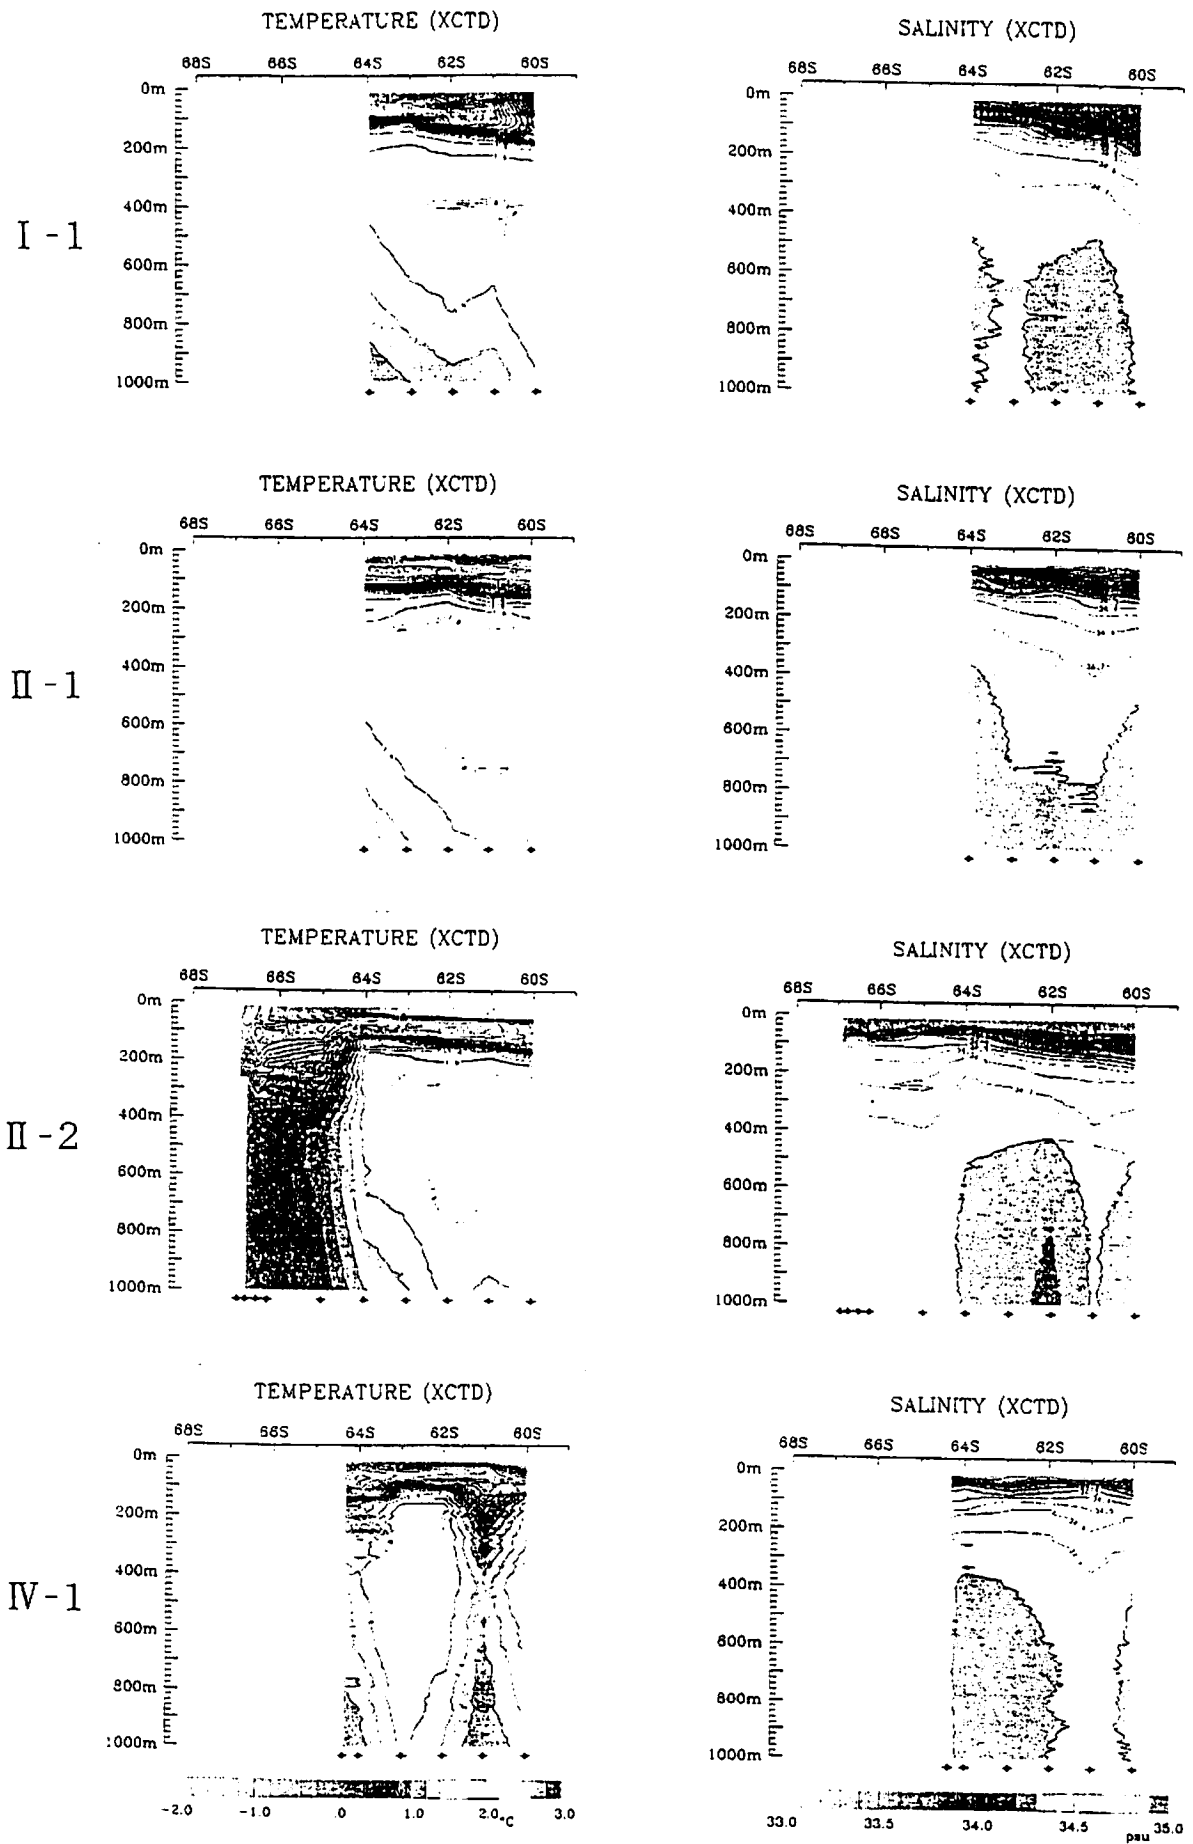 TEMPERATURE (XCTD)
SALINITY (XCTD)
68S 66S 64S 62S 60S
68S 66S 64S 62S 60S
0m
200m
400m
600m
800m
1000m
I-1
0m
200m
400m
600m
800m
1000m
TEMPERATURE (XCTD)
SALINITY (XCTD)
68S 66S 64S 62S 60S
68S 66S 64S 62S 60S
0m
200m
400m
600m
800m
1000m
II-1
0m
200m
400m
600m
800m
1000m
TEMPERATURE (XCTD)
SALINITY (XCTD)
68S 66S 64S 62S 60S
68S 66S 64S 62S 60S
0m
200m
400m
600m
800m
1000m
II-2
0m
200m
400m
600m
800m
1000m
TEMPERATURE (XCTD)
SALINITY (XCTD)
68S 66S 64S 62S 60S
68S 66S 64S 62S 60S
0m
200m
400m
600m
800m
1000m
IV-1
0m
200m
400m
600m
800m
1000m
-2.0 -1.0 .0 1.0 2.0 °C 3.0
33.0 33.5 34.0 34.5 psu 35.0